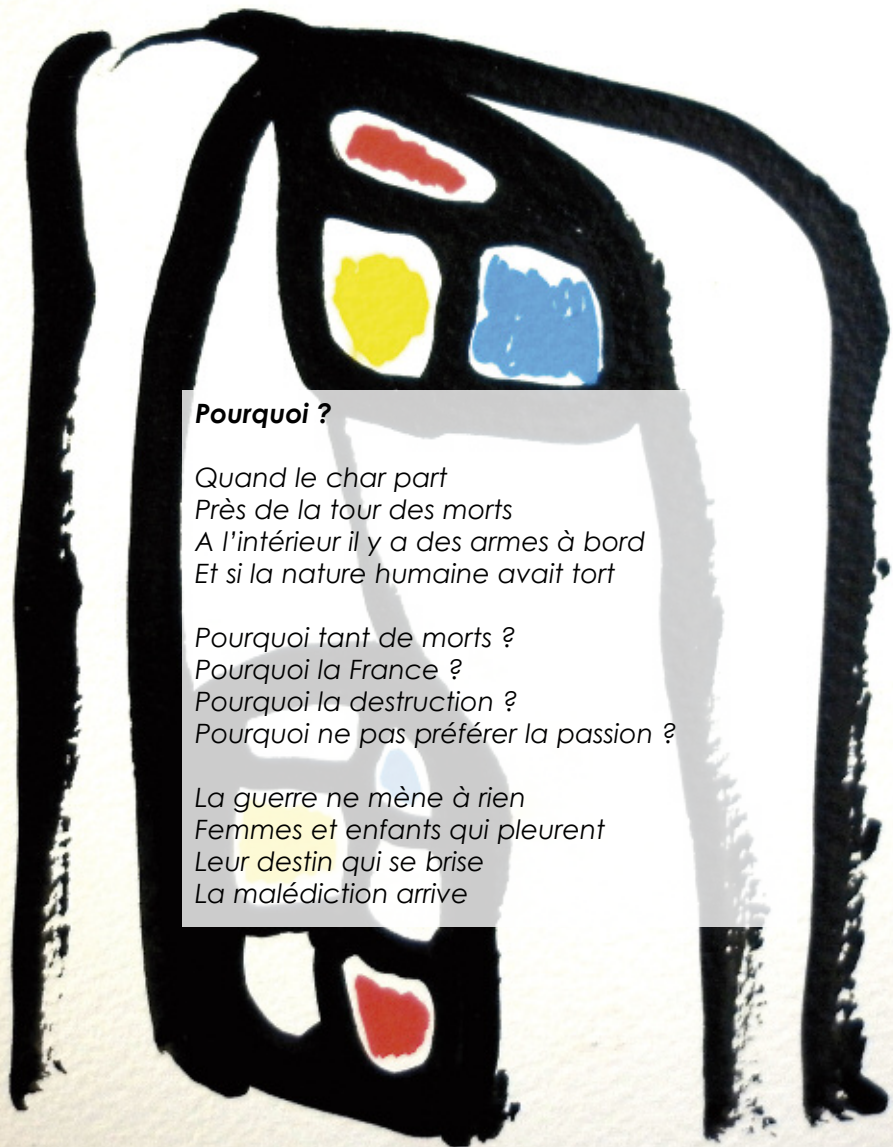 Pourquoi ?
Quand le char part
Près de la tour des morts
A l’intérieur il y a des armes à bord
Et si la nature humaine avait tort
Pourquoi tant de morts ?
Pourquoi la France ?
Pourquoi la destruction ?
Pourquoi ne pas préférer la passion ?
La guerre ne mène à rien
Femmes et enfants qui pleurent
Leur destin qui se brise
La malédiction arrive